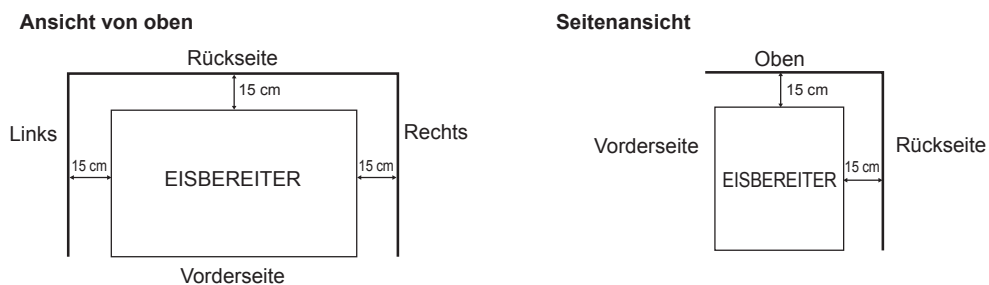 Ansicht von oben
Rückseite
15 cm
Links
Rechts
15 cm
EISBEREITER
15 cm
Vorderseite
Seitenansicht
Oben
15 cm
Vorderseite
Rückseite
EISBEREITER
15 cm